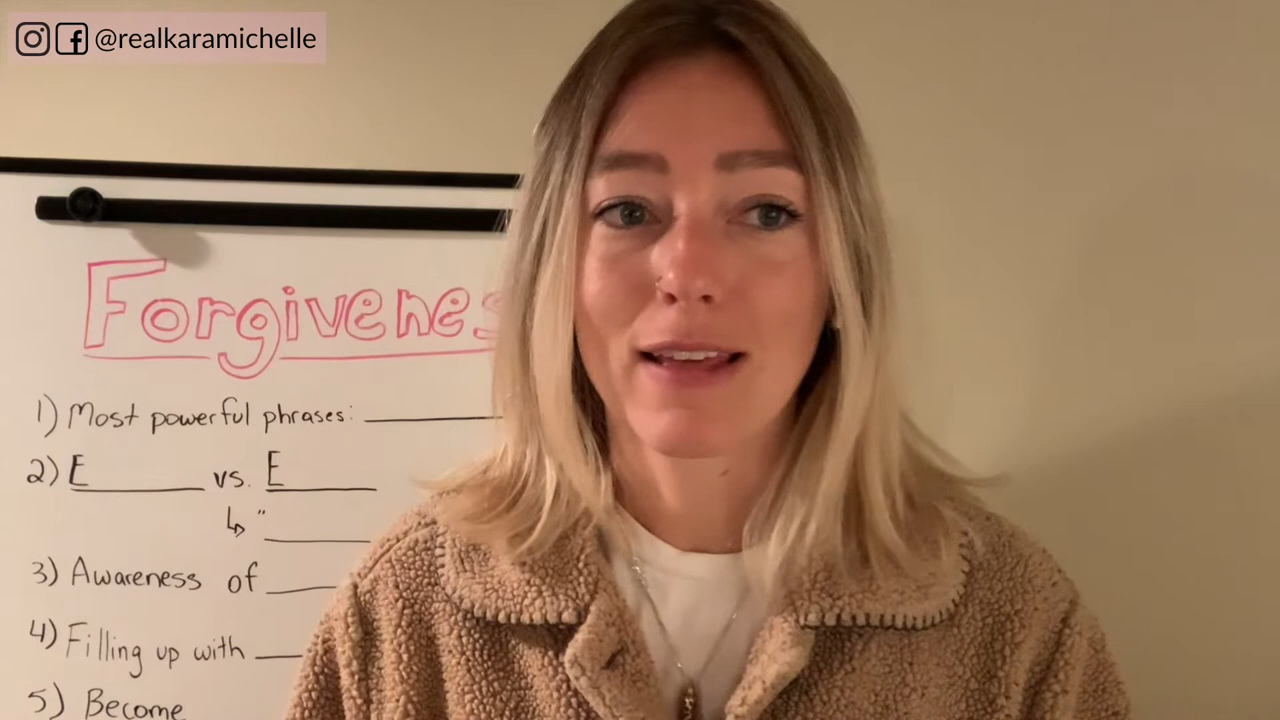 @realkaramichelle
Forgivenes
1) Most powerful phrases:
2) E vs. E
↳ "
3) Awareness of
4) Filling up with
5) Become